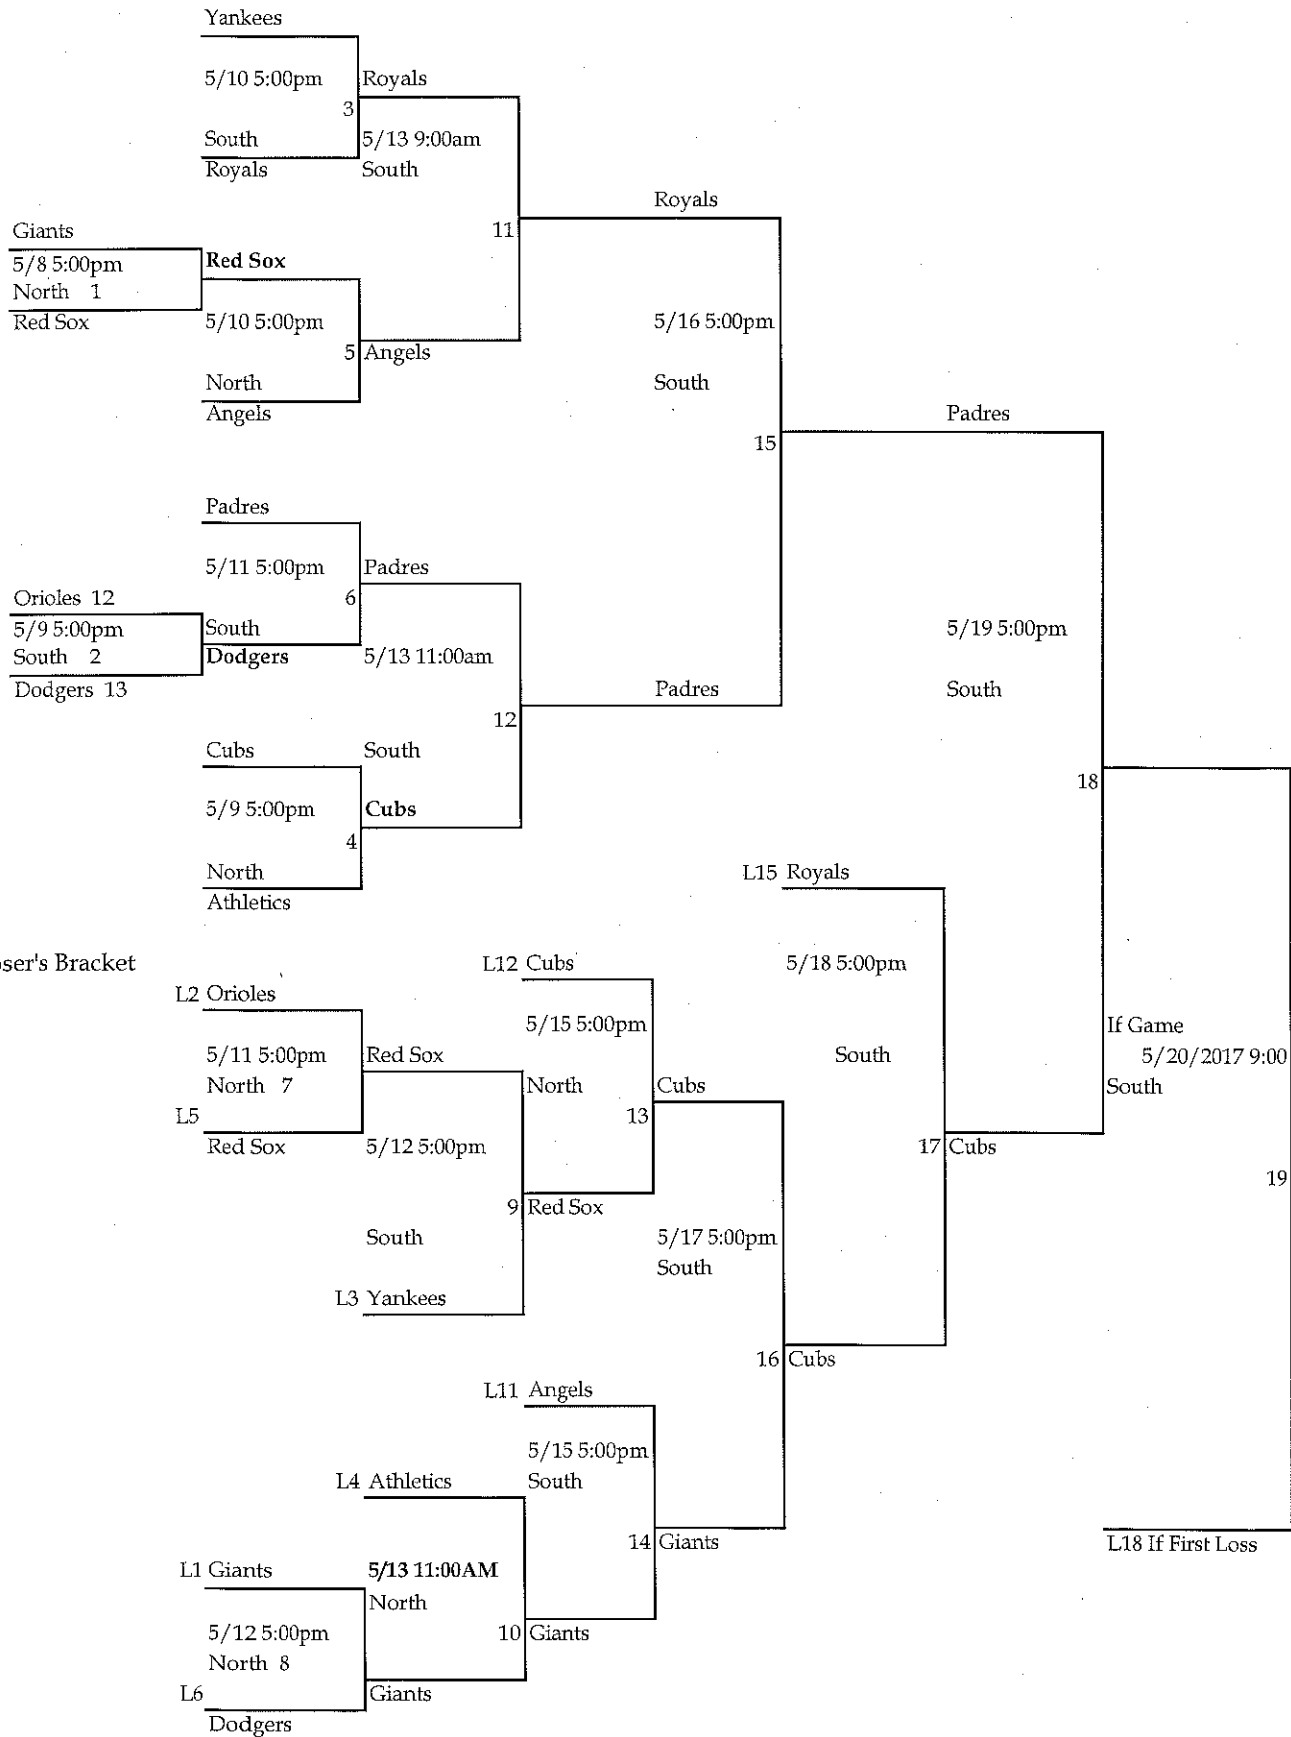 Yankees
5/10 5:00pm
Royals
3
South
5/13 9:00am
Royals
South
Royals
Giants
11
5/8 5:00pm
Red Sox
North 1
Red Sox
5/10 5:00pm
5/16 5:00pm
5 Angels
North
South
Angels
Padres
15
Padres
5/11 5:00pm
Padres
Orioles 12
6
5/9 5:00pm
South
5/19 5:00pm
South 2
Dodgers
5/13 11:00am
Dodgers 13
Padres
South
12
Cubs
South
18
5/9 5:00pm
Cubs
4
North
L15 Royals
Athletics
ser's Bracket
L12 Cubs
5/18 5:00pm
L2 Orioles
5/15 5:00pm
If Game
5/11 5:00pm
Red Sox
South
5/20/2017 9:00
North 7
North
Cubs
South
L5
13
Red Sox
5/12 5:00pm
17 Cubs
19
9 Red Sox
South
5/17 5:00pm
South
L3 Yankees
16 Cubs
L11 Angels
5/15 5:00pm
L4 Athletics
South
14 Giants
L18 If First Loss
L1 Giants
5/13 11:00AM
North
5/12 5:00pm
10 Giants
North 8
L6
Giants
Dodgers